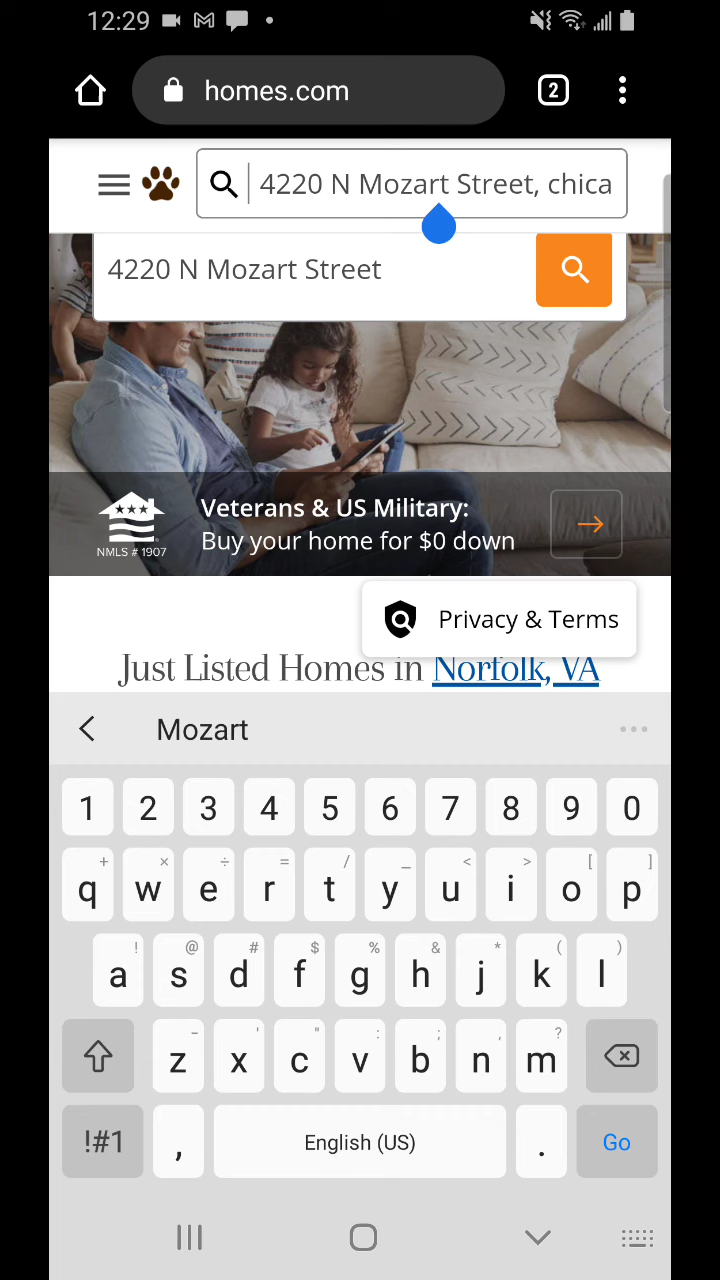 12:29
homes.com
2
4220 N Mozart Street, chica
4220 N Mozart Street
NMLS # 1907
Veterans & US Military:
Buy your home for $0 down
Privacy & Terms
Just Listed Homes in Norfolk, VA
Mozart
1 2 3 4 5 6 7 8 9 0
+ × ÷ = / _ < > [ ]
q w e r t y u i o p
! @ # $ % & * ( )
a s d f g h j k l
- ' " : ; , ?
z x c v b n m
!#1 , English (US) . Go